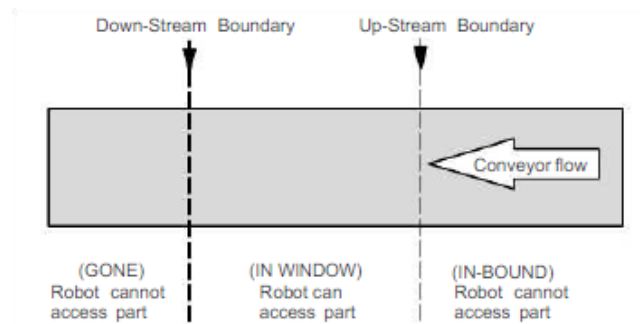 Down-Stream Boundary
Up-Stream Boundary
Conveyor flow
(GONE)
Robot cannot
access part
(IN WINDOW)
Robot can
access part
(IN-BOUND)
Robot cannot
access part